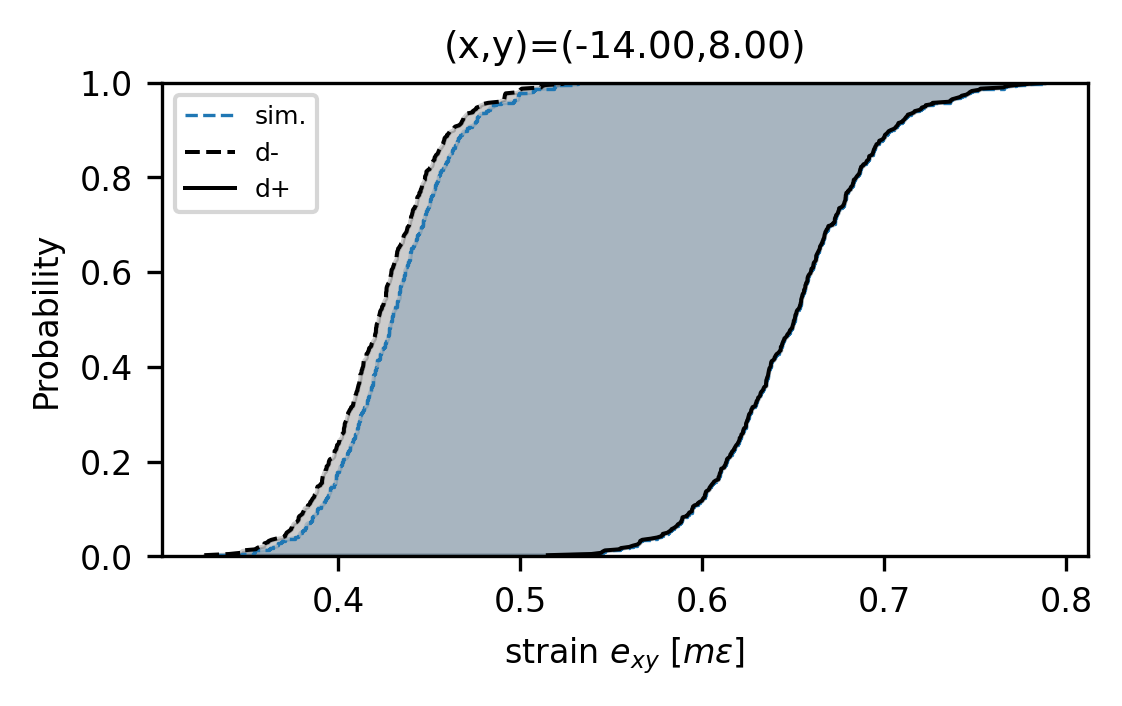 (x,y)=(-14.00,8.00)
1.0
0.8
0.6
0.4
0.2
0.0
Probability
sim.
d-
d+
0.4 0.5 0.6 0.7 0.8
strain e_xy [mε]